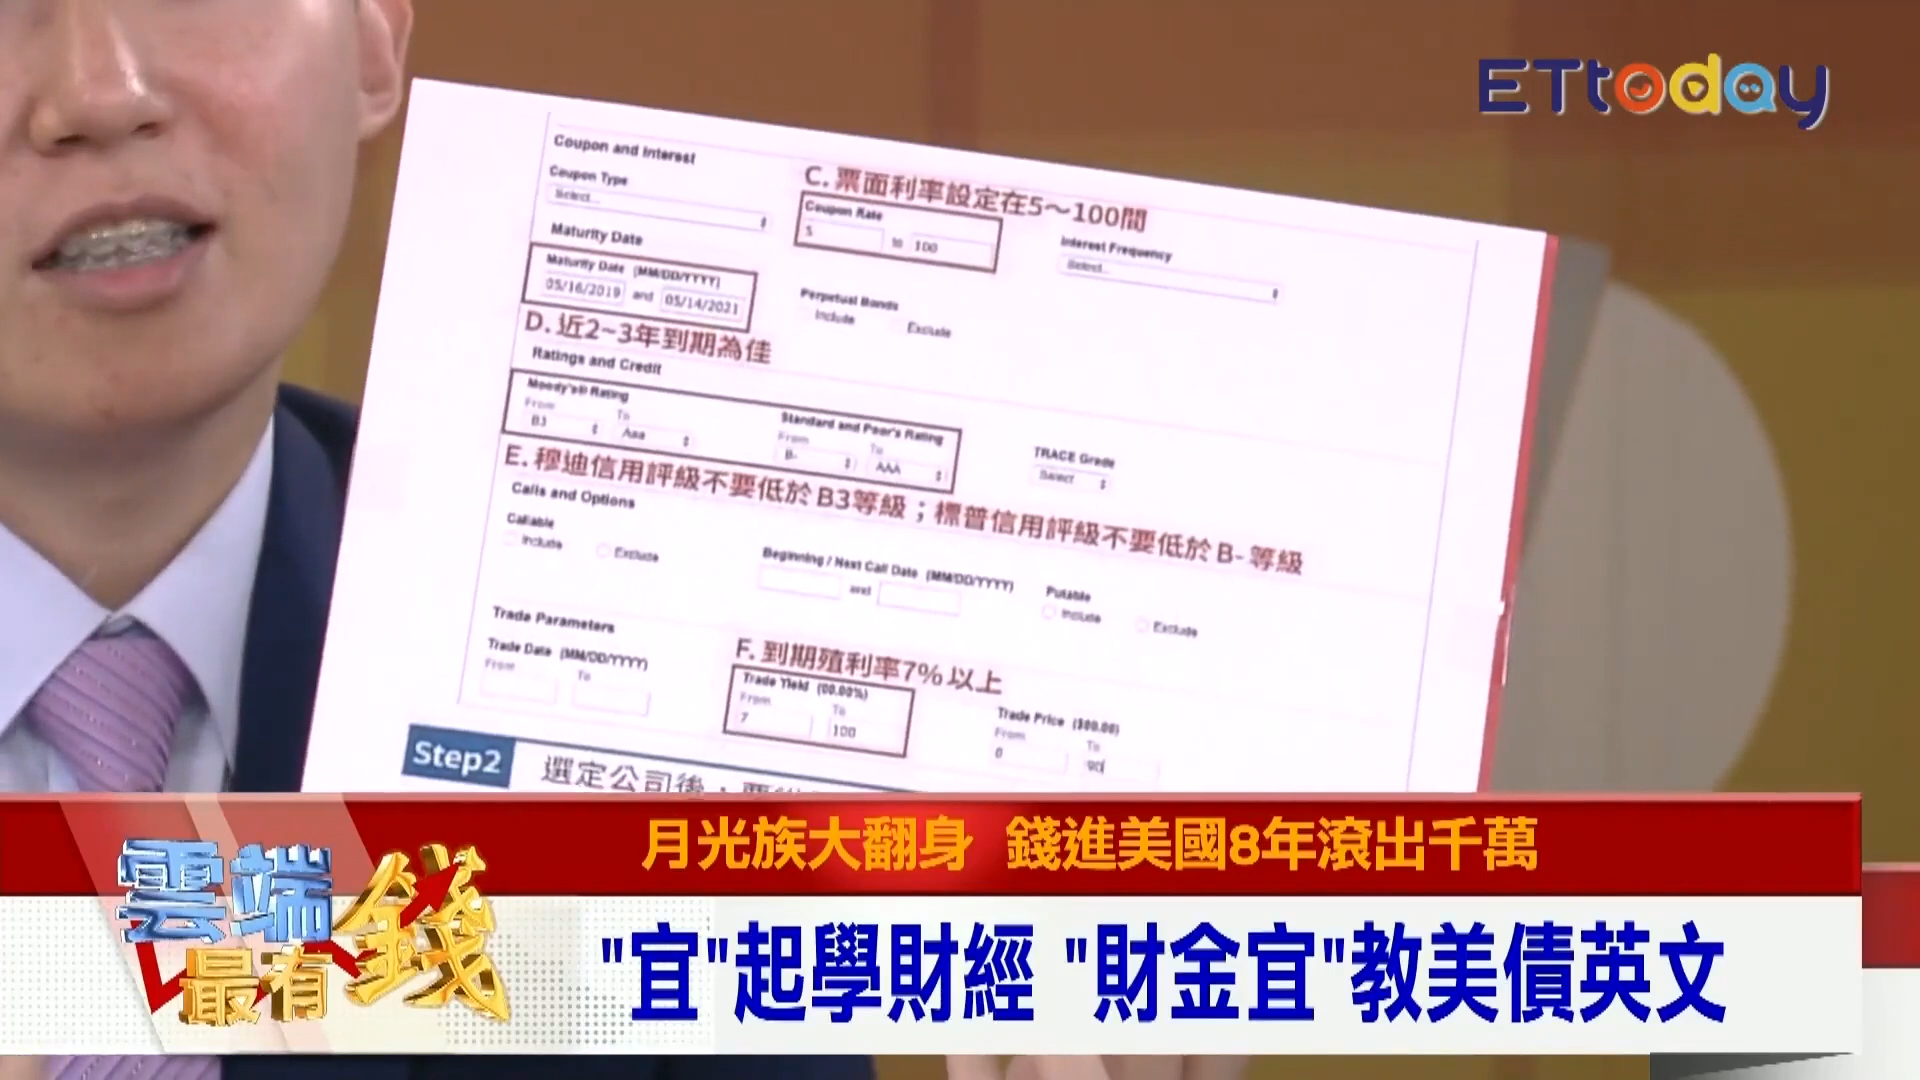 ETtoday
Coupon and Interest
Coupon Type
Select...
C. 票面利率設定在5～100間
Coupon Rate
5 to 100
Interest Frequency
Select...
Maturity Date
Maturity Date (MM/DD/YYYY)
05/16/2019 and 05/14/2021
Perpetual Bonds
Include Exclude
D. 近2~3年到期為佳
Ratings and Credit
Moody's® Rating
From To
B3 Aaa
Standard and Poor's Rating
From To
B- AAA
TRACE Grade
Select
E. 穆迪信用評級不要低於 B3等級；標普信用評級不要低於 B- 等級
Calls and Options
Callable
Include Exclude
Beginning / Next Call Date (MM/DD/YYYY)
and
Putable
Include Exclude
Trade Parameters
Trade Date (MM/DD/YYYY)
From To
F. 到期殖利率7% 以上
Trade Yield (00.00%)
From To
7 100
Trade Price ($00.00)
From To
0 90
Step2 選定公司後，要
月光族大翻身 錢進美國8年滾出千萬
雲端最有錢
"宜"起學財經 "財金宜"教美債英文